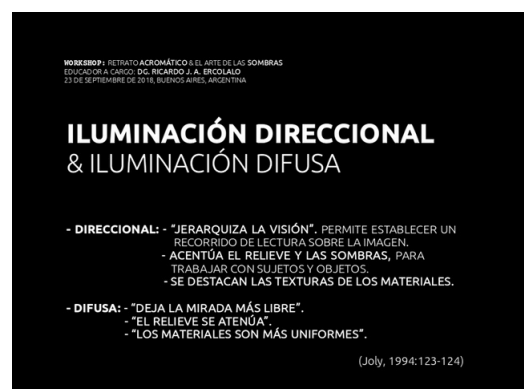 WORKSHOP: RETRATO ACROMÁTICO & EL ARTE DE LAS SOMBRAS
EDUCADOR A CARGO: DG. RICARDO J. A. ERCOLALO
23 DE SEPTIEMBRE DE 2018, BUENOS AIRES, ARGENTINA
ILUMINACIÓN DIRECCIONAL
& ILUMINACIÓN DIFUSA
- DIRECCIONAL: - “JERARQUIZA LA VISIÓN”. PERMITE ESTABLECER UN
RECORRIDO DE LECTURA SOBRE LA IMAGEN.
- ACENTÚA EL RELIEVE Y LAS SOMBRAS, PARA
TRABAJAR CON SUJETOS Y OBJETOS.
- SE DESTACAN LAS TEXTURAS DE LOS MATERIALES.
- DIFUSA: - “DEJA LA MIRADA MÁS LIBRE”.
- “EL RELIEVE SE ATENÚA”.
- “LOS MATERIALES SON MÁS UNIFORMES”.
(Joly, 1994:123-124)